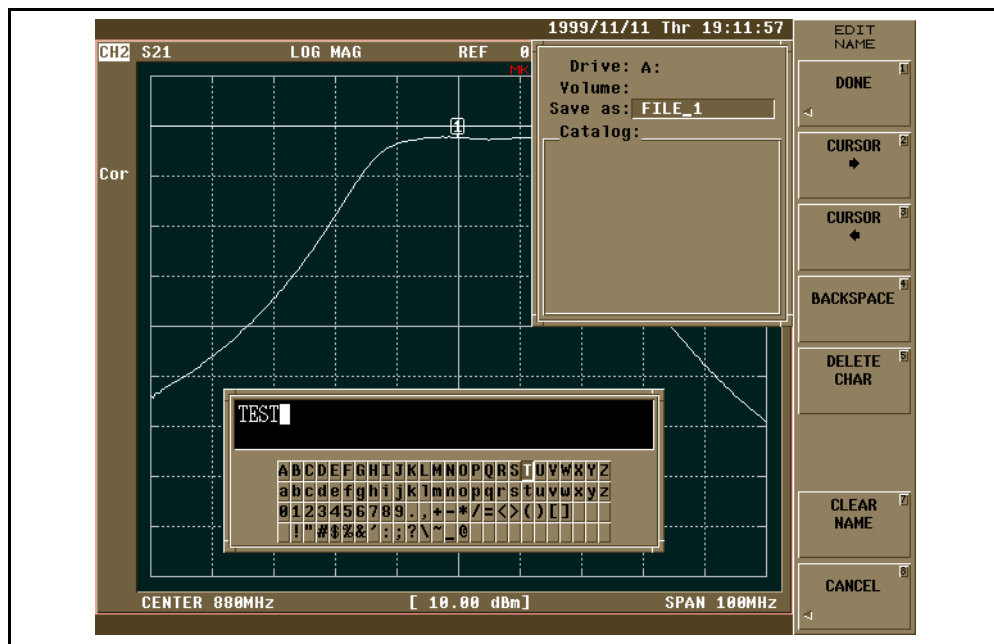 1999/11/11 Thr 19:11:57
CH2 S21 LOG MAG REF 0
MK
Cor
1
Drive: A:
Volume:
Save as: FILE_1
Catalog:
TEST
ABCDEFGHIJKLMNOPQRSTUVWXYZ
abcdefghijklmnopqrstuvwxyz
0123456789.,+-*/=<>()[]
!"#$%&´:;?\~_@
CENTER 880MHz [ 10.00 dBm] SPAN 100MHz
EDIT
NAME
1
DONE
2
CURSOR
3
CURSOR
4
BACKSPACE
5
DELETE
CHAR
7
CLEAR
NAME
8
CANCEL